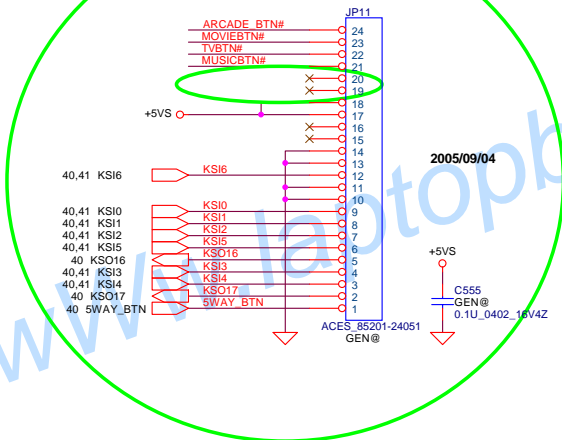 JP11
ARCADE_BTN# 24
MOVIEBTN# 23
TVBTN# 22
MUSICBTN# 21
20
19
18
+5VS 17
16
15
14
13
40,41 KSI6 KSI6 12
11
10
40,41 KSI0 KSI0 9
40,41 KSI1 KSI1 8
40,41 KSI2 KSI2 7
40,41 KSI5 KSI5 6
40 KSO16 KSO16 5
40,41 KSI3 KSI3 4
40,41 KSI4 KSI4 3
40 KSO17 KSO17 2
40 5WAY_BTN 5WAY_BTN 1
ACES_85201-24051
GEN@
2005/09/04
+5VS
C555
GEN@
0.1U_0402_16V4Z
www.laptopb